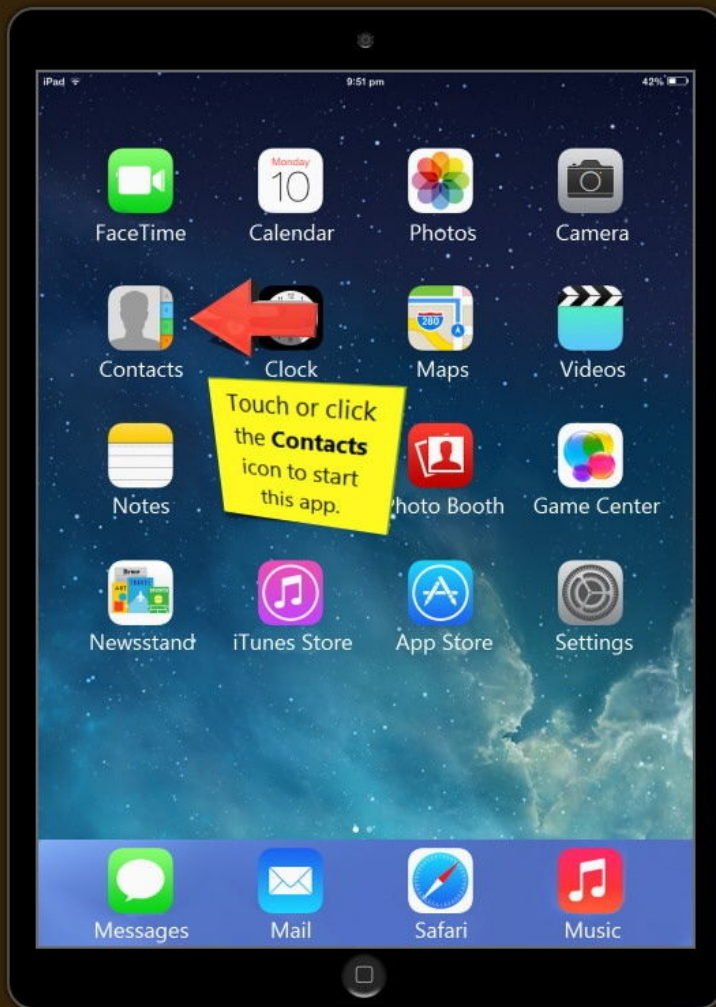 iPad 9:51 pm 42%
Monday
10
FaceTime Calendar Photos Camera
280
Contacts Clock Maps Videos
Touch or click
the Contacts
icon to start
this app.
Notes Photo Booth Game Center
Newsstand iTunes Store App Store Settings
Messages Mail Safari Music